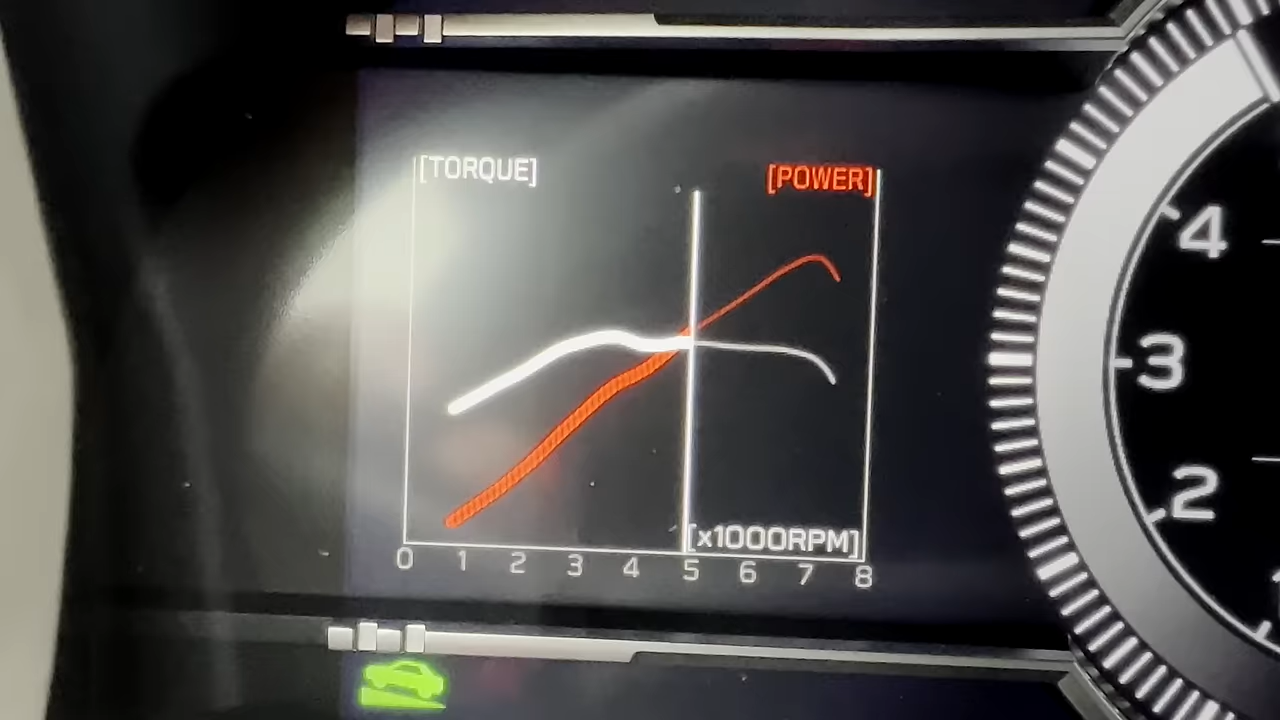 [TORQUE]
[POWER]
[x1000RPM]
0 1 2 3 4 5 6 7 8
4
3
2